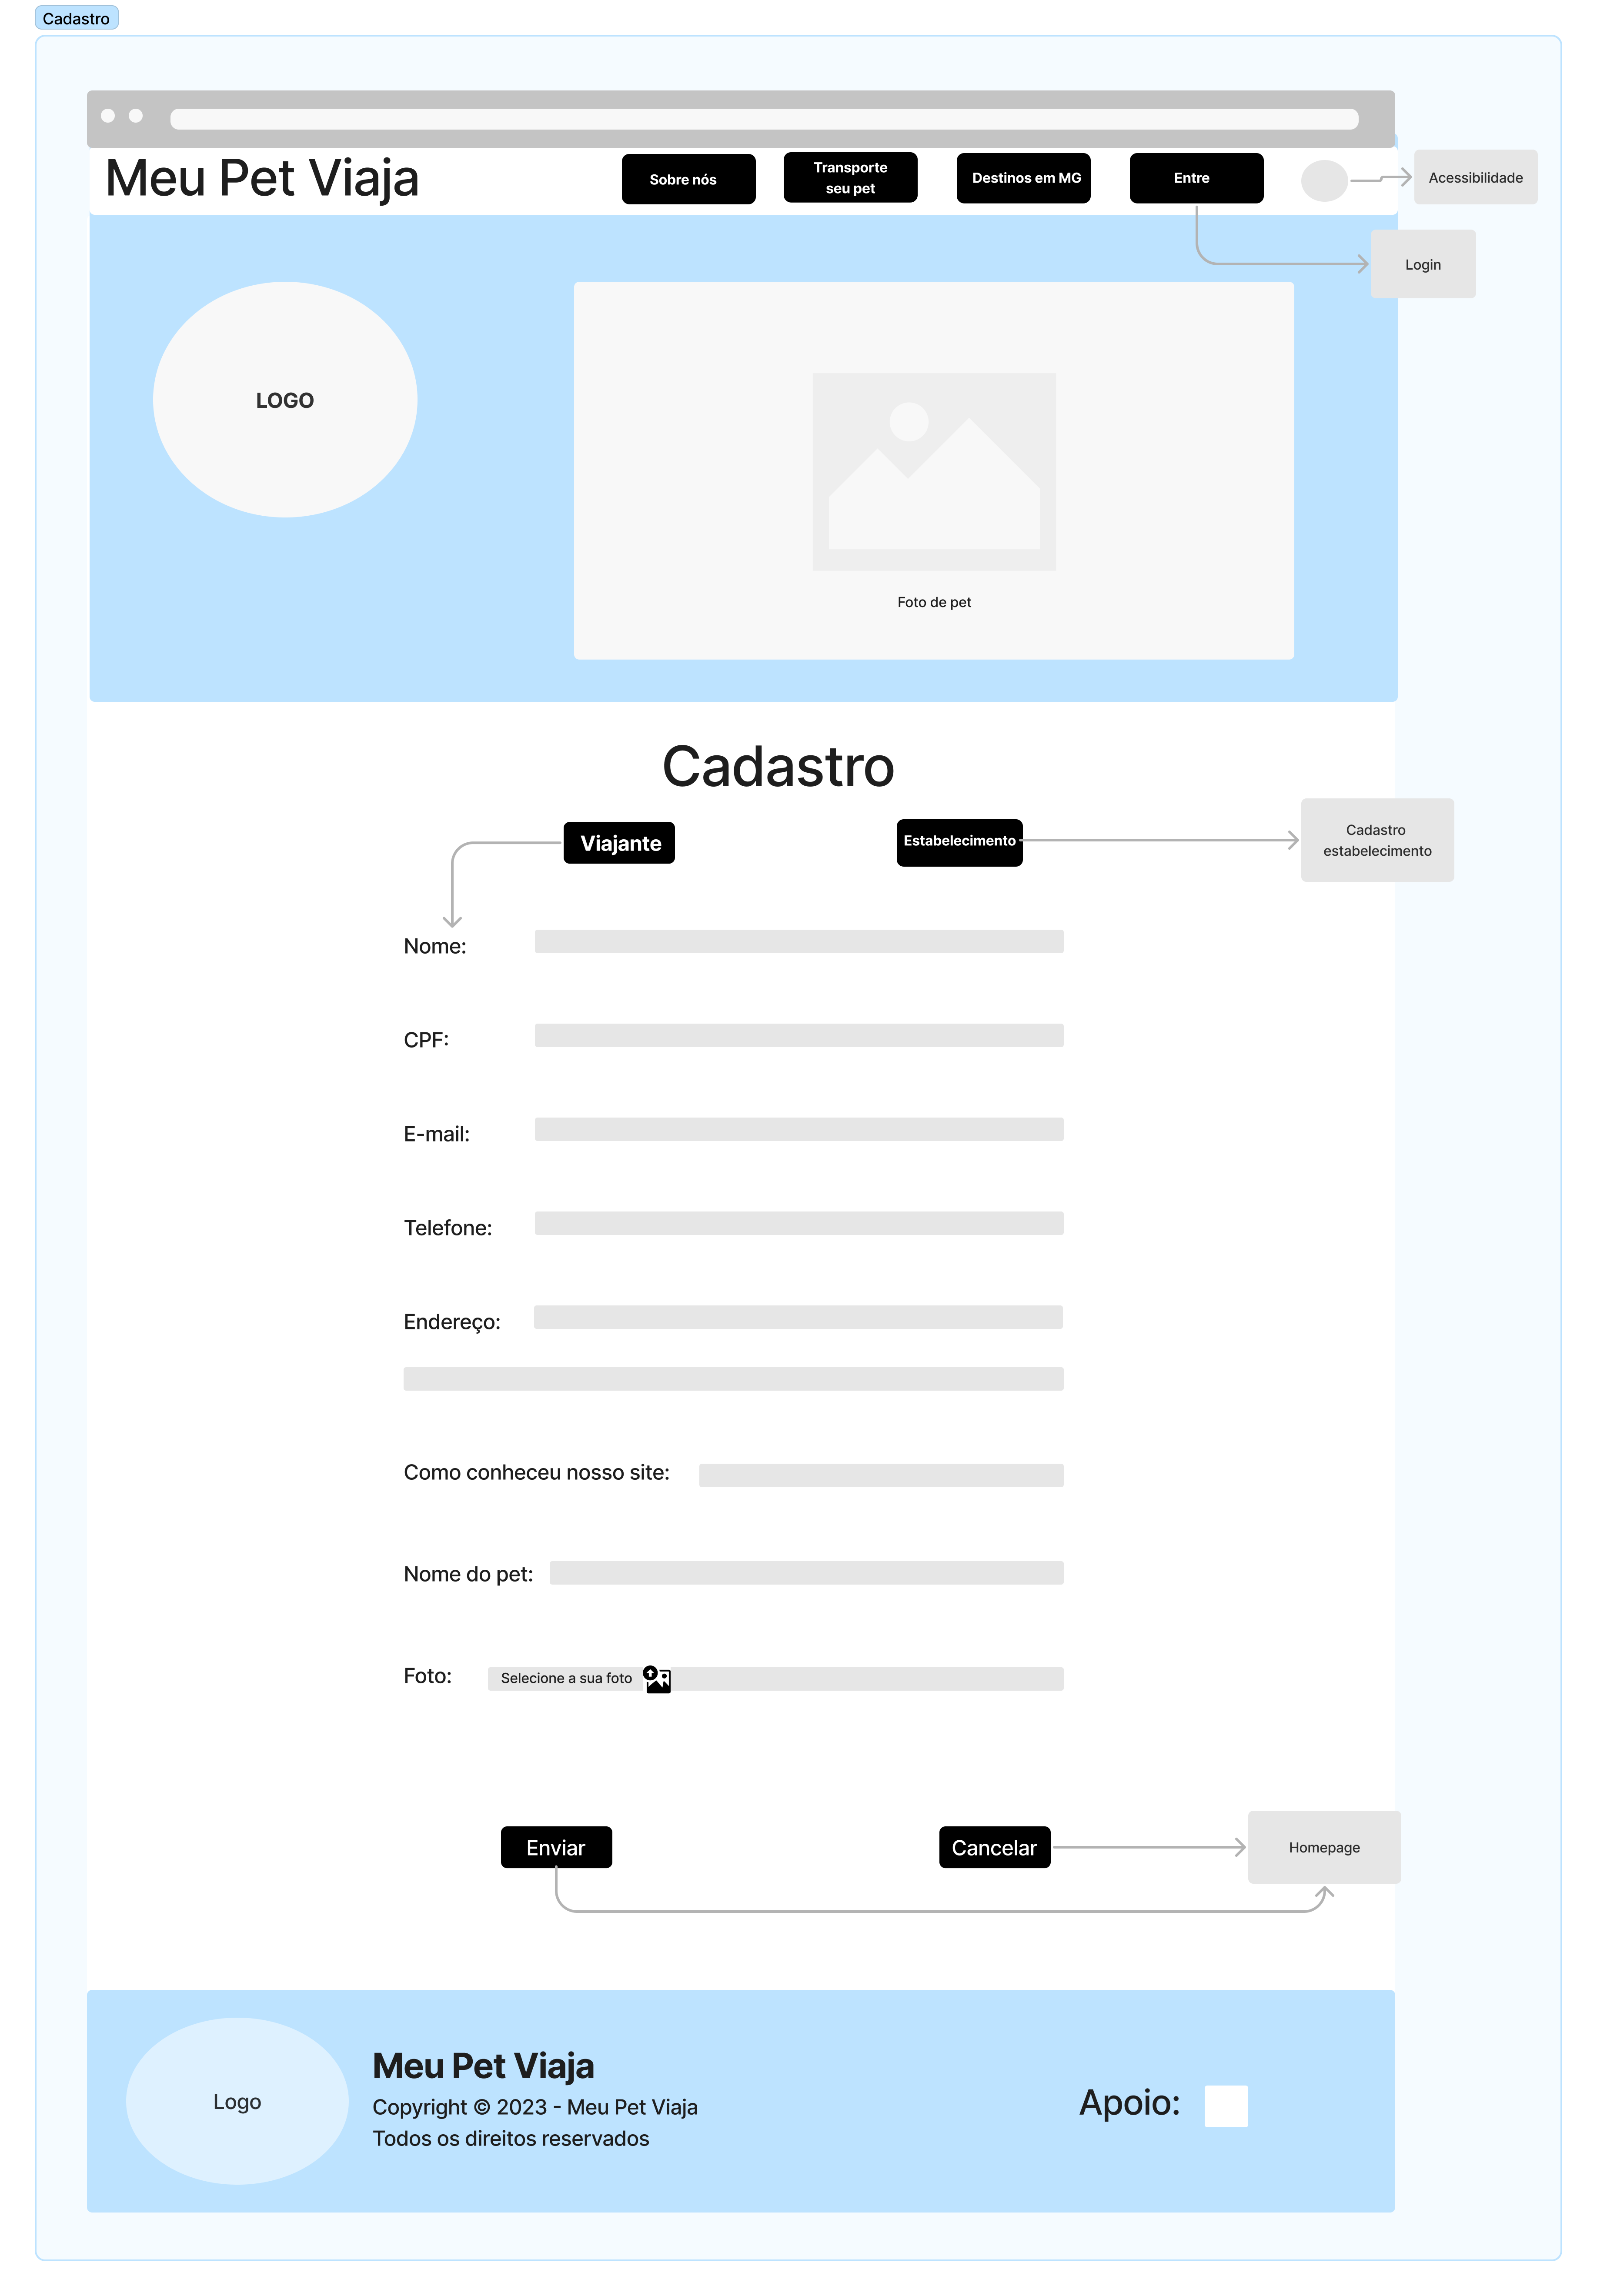 Cadastro
Meu Pet Viaja
Sobre nós
Transporte
seu pet
Destinos em MG
Entre
Acessibilidade
Login
LOGO
Foto de pet
Cadastro
Viajante
Estabelecimento
Cadastro
estabelecimento
Nome:
CPF:
E-mail:
Telefone:
Endereço:
Como conheceu nosso site:
Nome do pet:
Foto:
Selecione a sua foto
Enviar
Cancelar
Homepage
Logo
Meu Pet Viaja
Copyright © 2023 - Meu Pet Viaja
Todos os direitos reservados
Apoio: